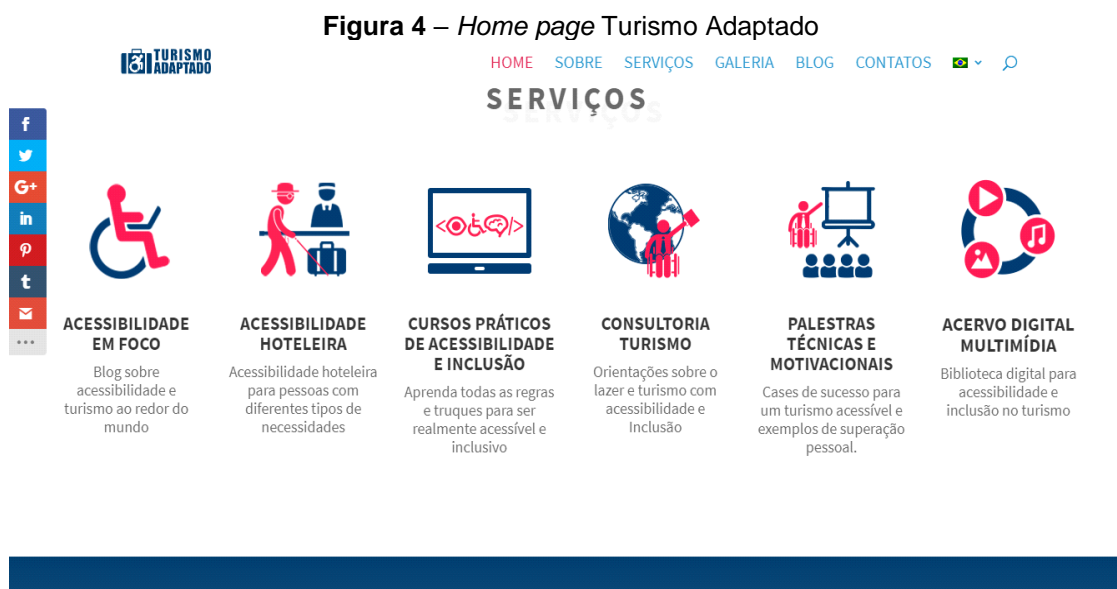 Figura 4 – Home page Turismo Adaptado
TURISMO
ADAPTADO
HOME SOBRE SERVIÇOS GALERIA BLOG CONTATOS
SERVIÇOS
SERVIÇOS
f
G+
in
p
t
...
<Ꙩ/>
ACESSIBILIDADE
EM FOCO
Blog sobre
acessibilidade e
turismo ao redor do
mundo
ACESSIBILIDADE
HOTELEIRA
Acessibilidade hoteleira
para pessoas com
diferentes tipos de
necessidades
CURSOS PRÁTICOS
DE ACESSIBILIDADE
E INCLUSÃO
Aprenda todas as regras
e truques para ser
realmente acessível e
inclusivo
CONSULTORIA
TURISMO
Orientações sobre o
lazer e turismo com
acessibilidade e
Inclusão
PALESTRAS
TÉCNICAS E
MOTIVACIONAIS
Cases de sucesso para
um turismo acessível e
exemplos de superação
pessoal.
ACERVO DIGITAL
MULTIMÍDIA
Biblioteca digital para
acessibilidade e
inclusão no turismo